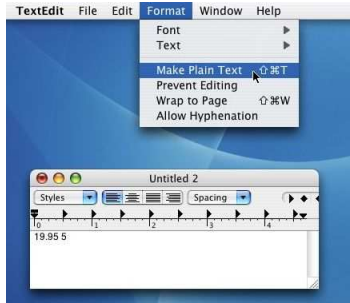 TextEdit File Edit Format Window Help
Font
Text
Make Plain Text ⇧⌘T
Prevent Editing
Wrap to Page ⇧⌘W
Allow Hyphenation
Untitled 2
Styles Spacing
0 1 2 3 4
19.95 5